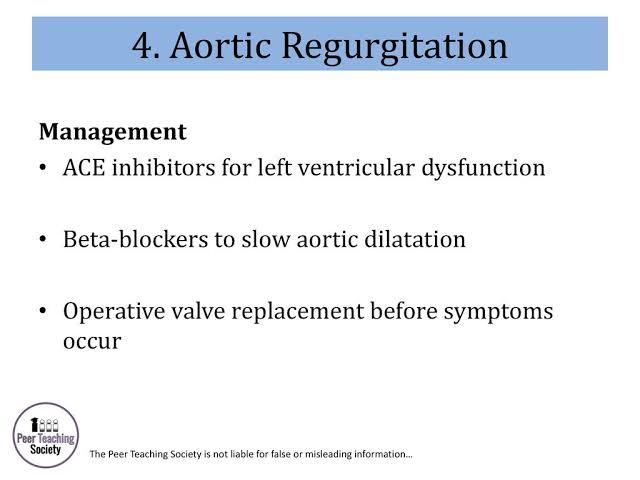 4. Aortic Regurgitation
Management
• ACE inhibitors for left ventricular dysfunction
• Beta-blockers to slow aortic dilatation
• Operative valve replacement before symptoms
occur
Peer Teaching
Society
The Peer Teaching Society is not liable for false or misleading information...